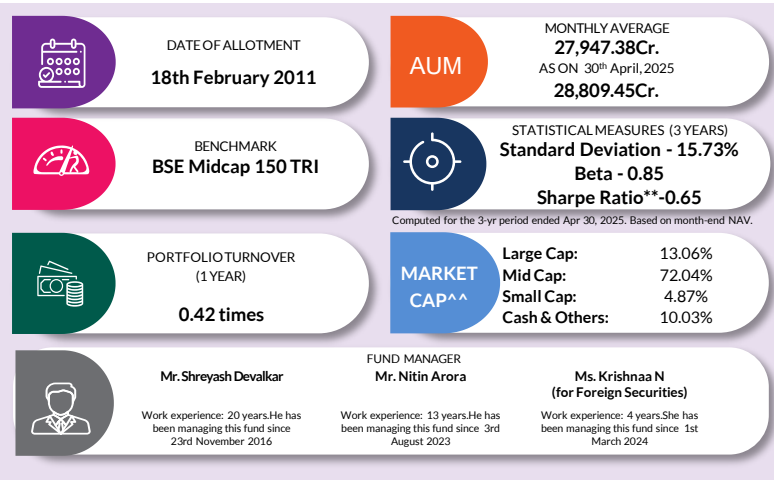 DATE OF ALLOTMENT
18th February 2011
AUM
MONTHLY AVERAGE
27,947.38Cr.
AS ON 30th April,2025
28,809.45Cr.
BENCHMARK
BSE Midcap 150 TRI
STATISTICAL MEASURES (3 YEARS)
Standard Deviation - 15.73%
Beta - 0.85
Sharpe Ratio**-0.65
Computed for the 3-yr period ended Apr 30, 2025. Based on month-end NAV.
PORTFOLIO TURNOVER
(1 YEAR)
0.42 times
MARKET
CAP^^
Large Cap: 13.06%
Mid Cap: 72.04%
Small Cap: 4.87%
Cash & Others: 10.03%
FUND MANAGER
Mr. Shreyash Devalkar
Work experience: 20 years.He has
been managing this fund since
23rd November 2016
Mr. Nitin Arora
Work experience: 13 years.He has
been managing this fund since 3rd
August 2023
Ms. Krishnaa N
(for Foreign Securities)
Work experience: 4 years.She has
been managing this fund since 1st
March 2024